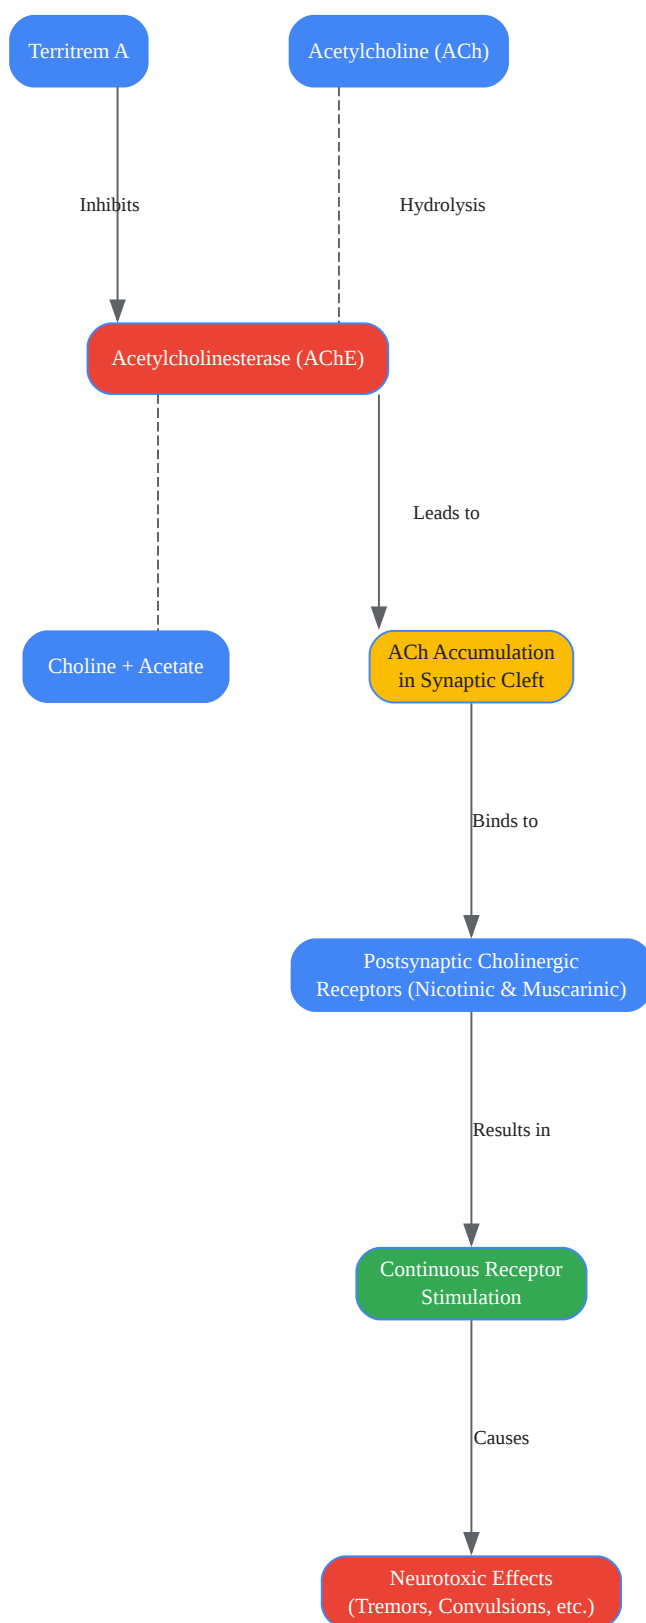 Territrem A
Acetylcholine (ACh)
Inhibits
Hydrolysis
Acetylcholinesterase (AChE)
Leads to
Choline + Acetate
ACh Accumulation
in Synaptic Cleft
Binds to
Postsynaptic Cholinergic
Receptors (Nicotinic & Muscarinic)
Results in
Continuous Receptor
Stimulation
Causes
Neurotoxic Effects
(Tremors, Convulsions, etc.)